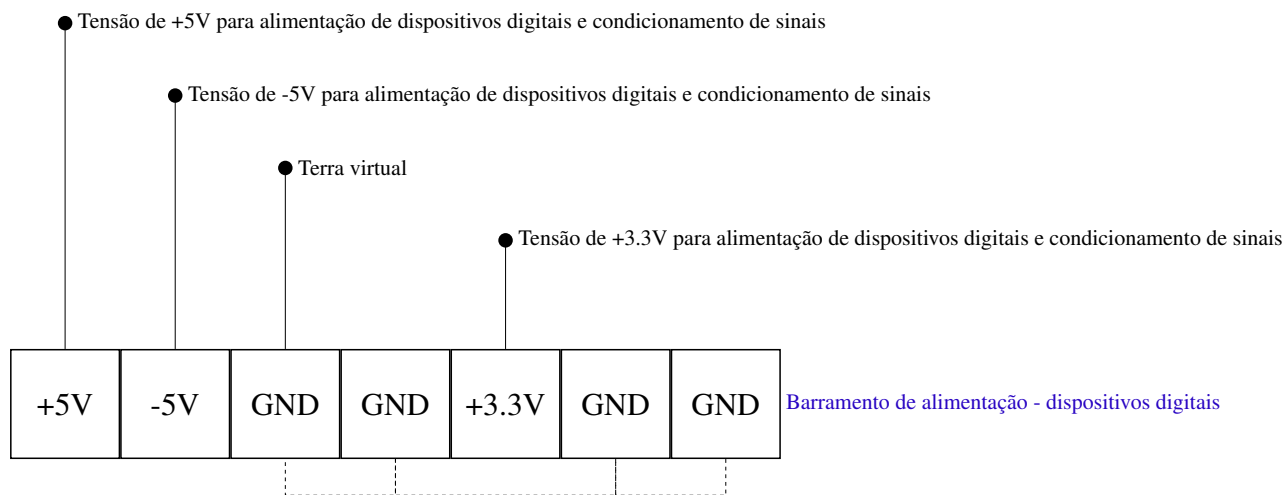 Tensão de +5V para alimentação de dispositivos digitais e condicionamento de sinais
Tensão de -5V para alimentação de dispositivos digitais e condicionamento de sinais
Terra virtual
Tensão de +3.3V para alimentação de dispositivos digitais e condicionamento de sinais
+5V -5V GND GND +3.3V GND GND Barramento de alimentação - dispositivos digitais